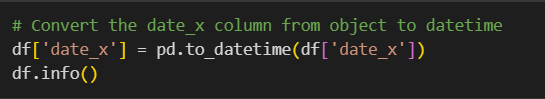 # Convert the date_x column from object to datetime
df['date_x'] = pd.to_datetime(df['date_x'])
df.info()